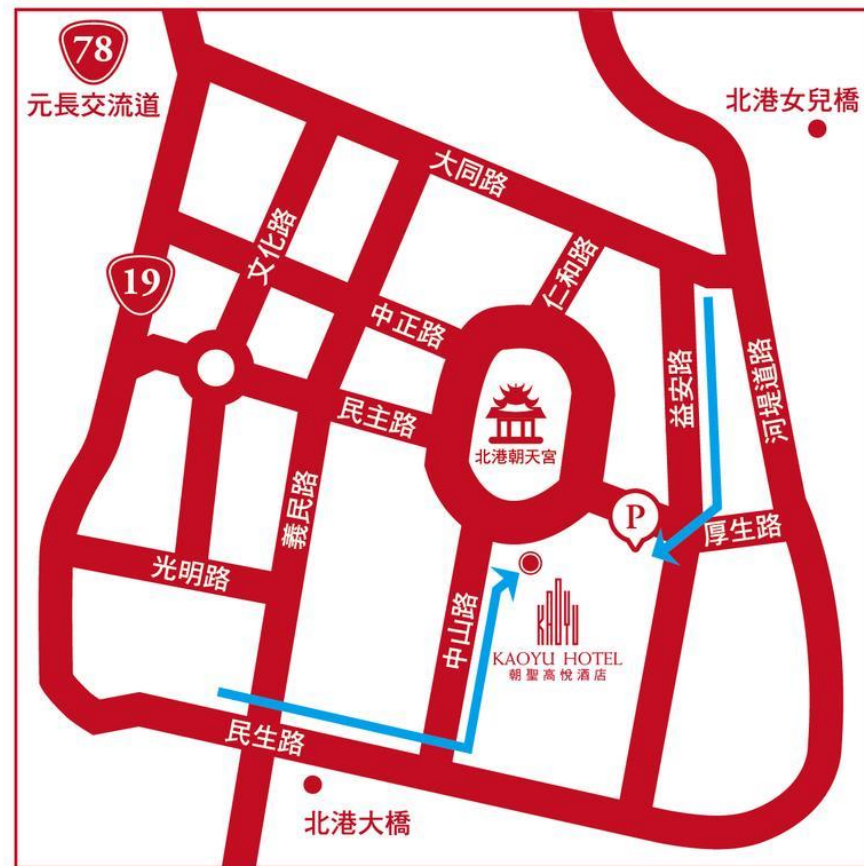 78
元長交流道
北港女兒橋
大同路
文化路
仁和路
19
中正路
益安路
河堤道路
民主路
北港朝天宮
義民路
P
厚生路
光明路
中山路
KAOYU
KAOYU HOTEL
朝聖高悅酒店
民生路
北港大橋